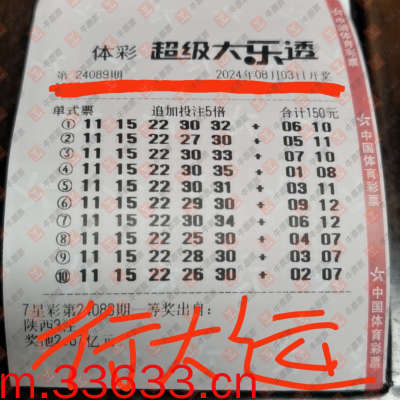 体彩 超级大乐透
第 24089期 2024年08月03日开奖
单式票 追加投注5倍 合计150元
① 11 15 22 30 32 + 06 10
② 11 15 22 27 30 + 05 11
③ 11 15 22 30 33 + 07 10
④ 11 15 22 30 35 + 01 08
⑤ 11 15 22 30 31 + 03 11
⑥ 11 15 22 29 30 + 09 12
⑦ 11 15 22 30 34 + 06 12
⑧ 11 15 22 25 30 + 04 07
⑨ 11 15 22 28 30 + 03 07
⑩ 11 15 22 26 30 + 02 07
7星彩第24088期一等奖出自:
陕西
奖池 亿
行大运
m.33633.cn
中国体育彩票
中国体育彩票